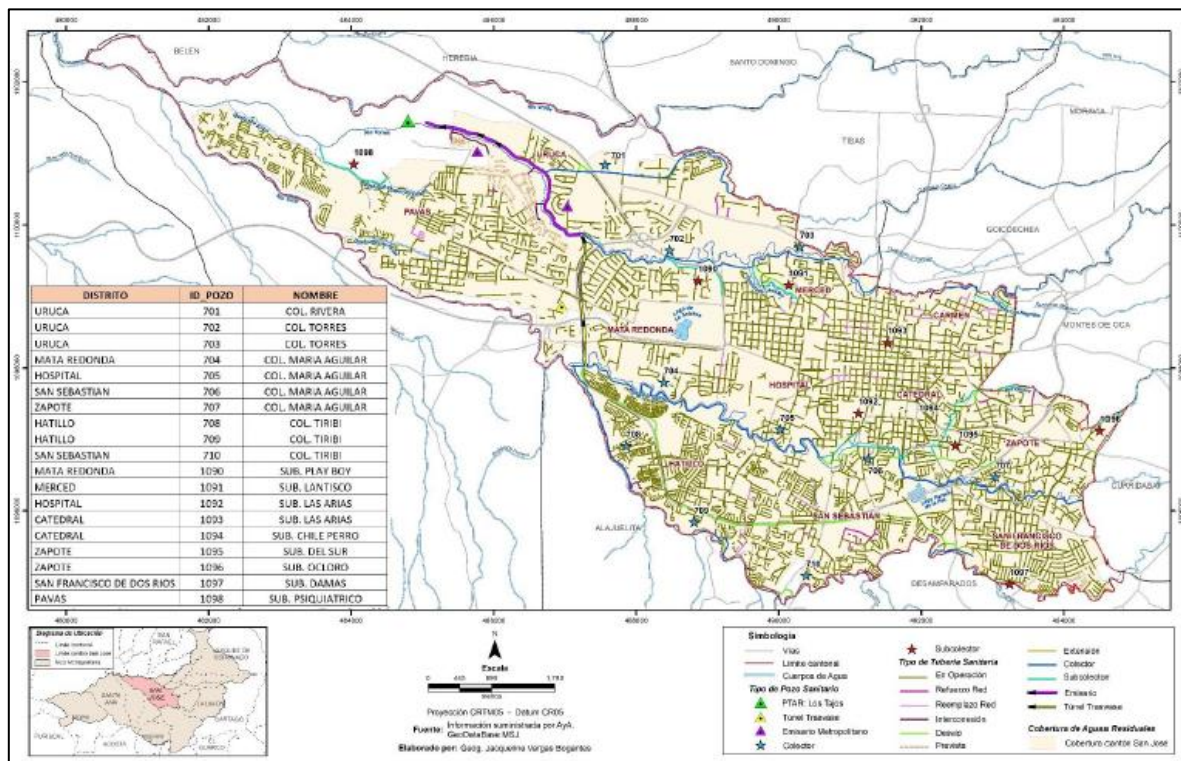 BELEN
HEREDIA
SANTO DOMINGO
MORAVIA
TIBAS
GOICOECHEA
MONTES DE OCA
CURRIDABAT
DESAMPARADOS
ALAJUELITA
701
URUCA
1098
PAVAS
702
703
1090
1091
MERCED
MATA REDONDA
1093
CARMEN
704
HOSPITAL
CATEDRAL
705
1092
1094
1095
1096
ZAPOTE
706
707
708
HATILLO
709
SAN SEBASTIAN
710
SAN FRANCISCO
DE DOS RIOS
1097
DISTRITO ID_POZO NOMBRE
URUCA 701 COL. RIVERA
URUCA 702 COL. TORRES
URUCA 703 COL. TORRES
MATA REDONDA 704 COL. MARIA AGUILAR
HOSPITAL 705 COL. MARIA AGUILAR
SAN SEBASTIAN 706 COL. MARIA AGUILAR
ZAPOTE 707 COL. MARIA AGUILAR
HATILLO 708 COL. TIRIBI
HATILLO 709 COL. TIRIBI
SAN SEBASTIAN 710 COL. TIRIBI
MATA REDONDA 1090 SUB. PLAY BOY
MERCED 1091 SUB. LANTISCO
HOSPITAL 1092 SUB. LAS ARIAS
CATEDRAL 1093 SUB. LAS ARIAS
CATEDRAL 1094 SUB. CHILE PERRO
ZAPOTE 1095 SUB. DEL SUR
ZAPOTE 1096 SUB. OCLORO
SAN FRANCISCO DE DOS RIOS 1097 SUB. DAMAS
PAVAS 1098 SUB. PSIQUIATRICO
Diagrama de Ubicación
CARTAGO
N
Escala
0
Metros
Proyección CRTM05 - Datum CR05
Fuente: Información suministrada por AyA.
GeoDataBase MSJ.
Elaborado por: Geog. Jacqueline Vargas Bogantes
Simbología
Vías
Limite cantonal
Cuerpos de Agua
Tipo de Pozo Sanitario
PTAR: Los Tajos
Túnel Trasvase
Emisario Metropolitano
Colector
Subcolector
Tipo de Tubería Sanitaria
En Operación
Refuerzo Red
Reemplazo Red
Interconexión
Desvío
Prevista
Extensión
Colector
Subcolector
Emisario
Túnel Trasvase
Cobertura de Aguas Residuales
Cobertura cantón San José